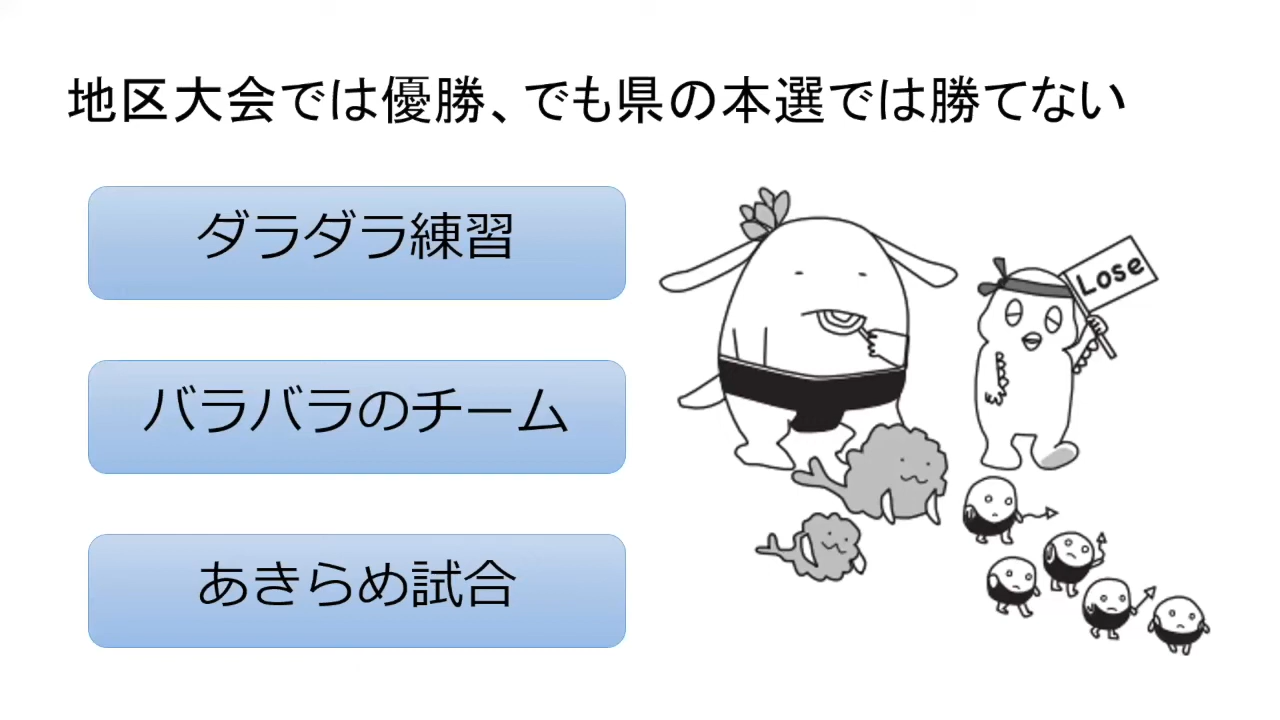 地区大会では優勝、でも県の本選では勝てない
ダラダラ練習
バラバラのチーム
あきらめ試合
Lose